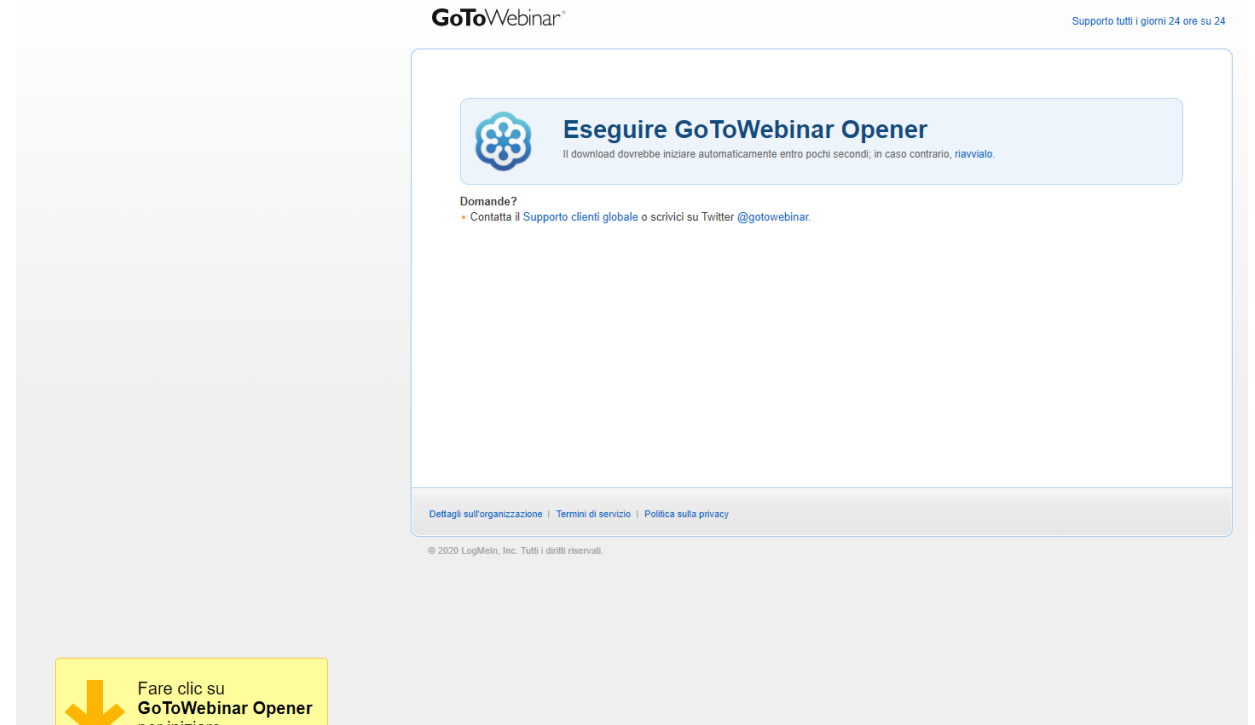 GoToWebinar®
Supporto tutti i giorni 24 ore su 24
Eseguire GoToWebinar Opener
Il download dovrebbe iniziare automaticamente entro pochi secondi; in caso contrario, riavvialo.
Domande?
• Contatta il Supporto clienti globale o scrivici su Twitter @gotowebinar.
Dettagli sull'organizzazione | Termini di servizio | Politica sulla privacy
© 2020 LogMeIn, Inc. Tutti i diritti riservati.
Fare clic su
GoToWebinar Opener
per iniziare